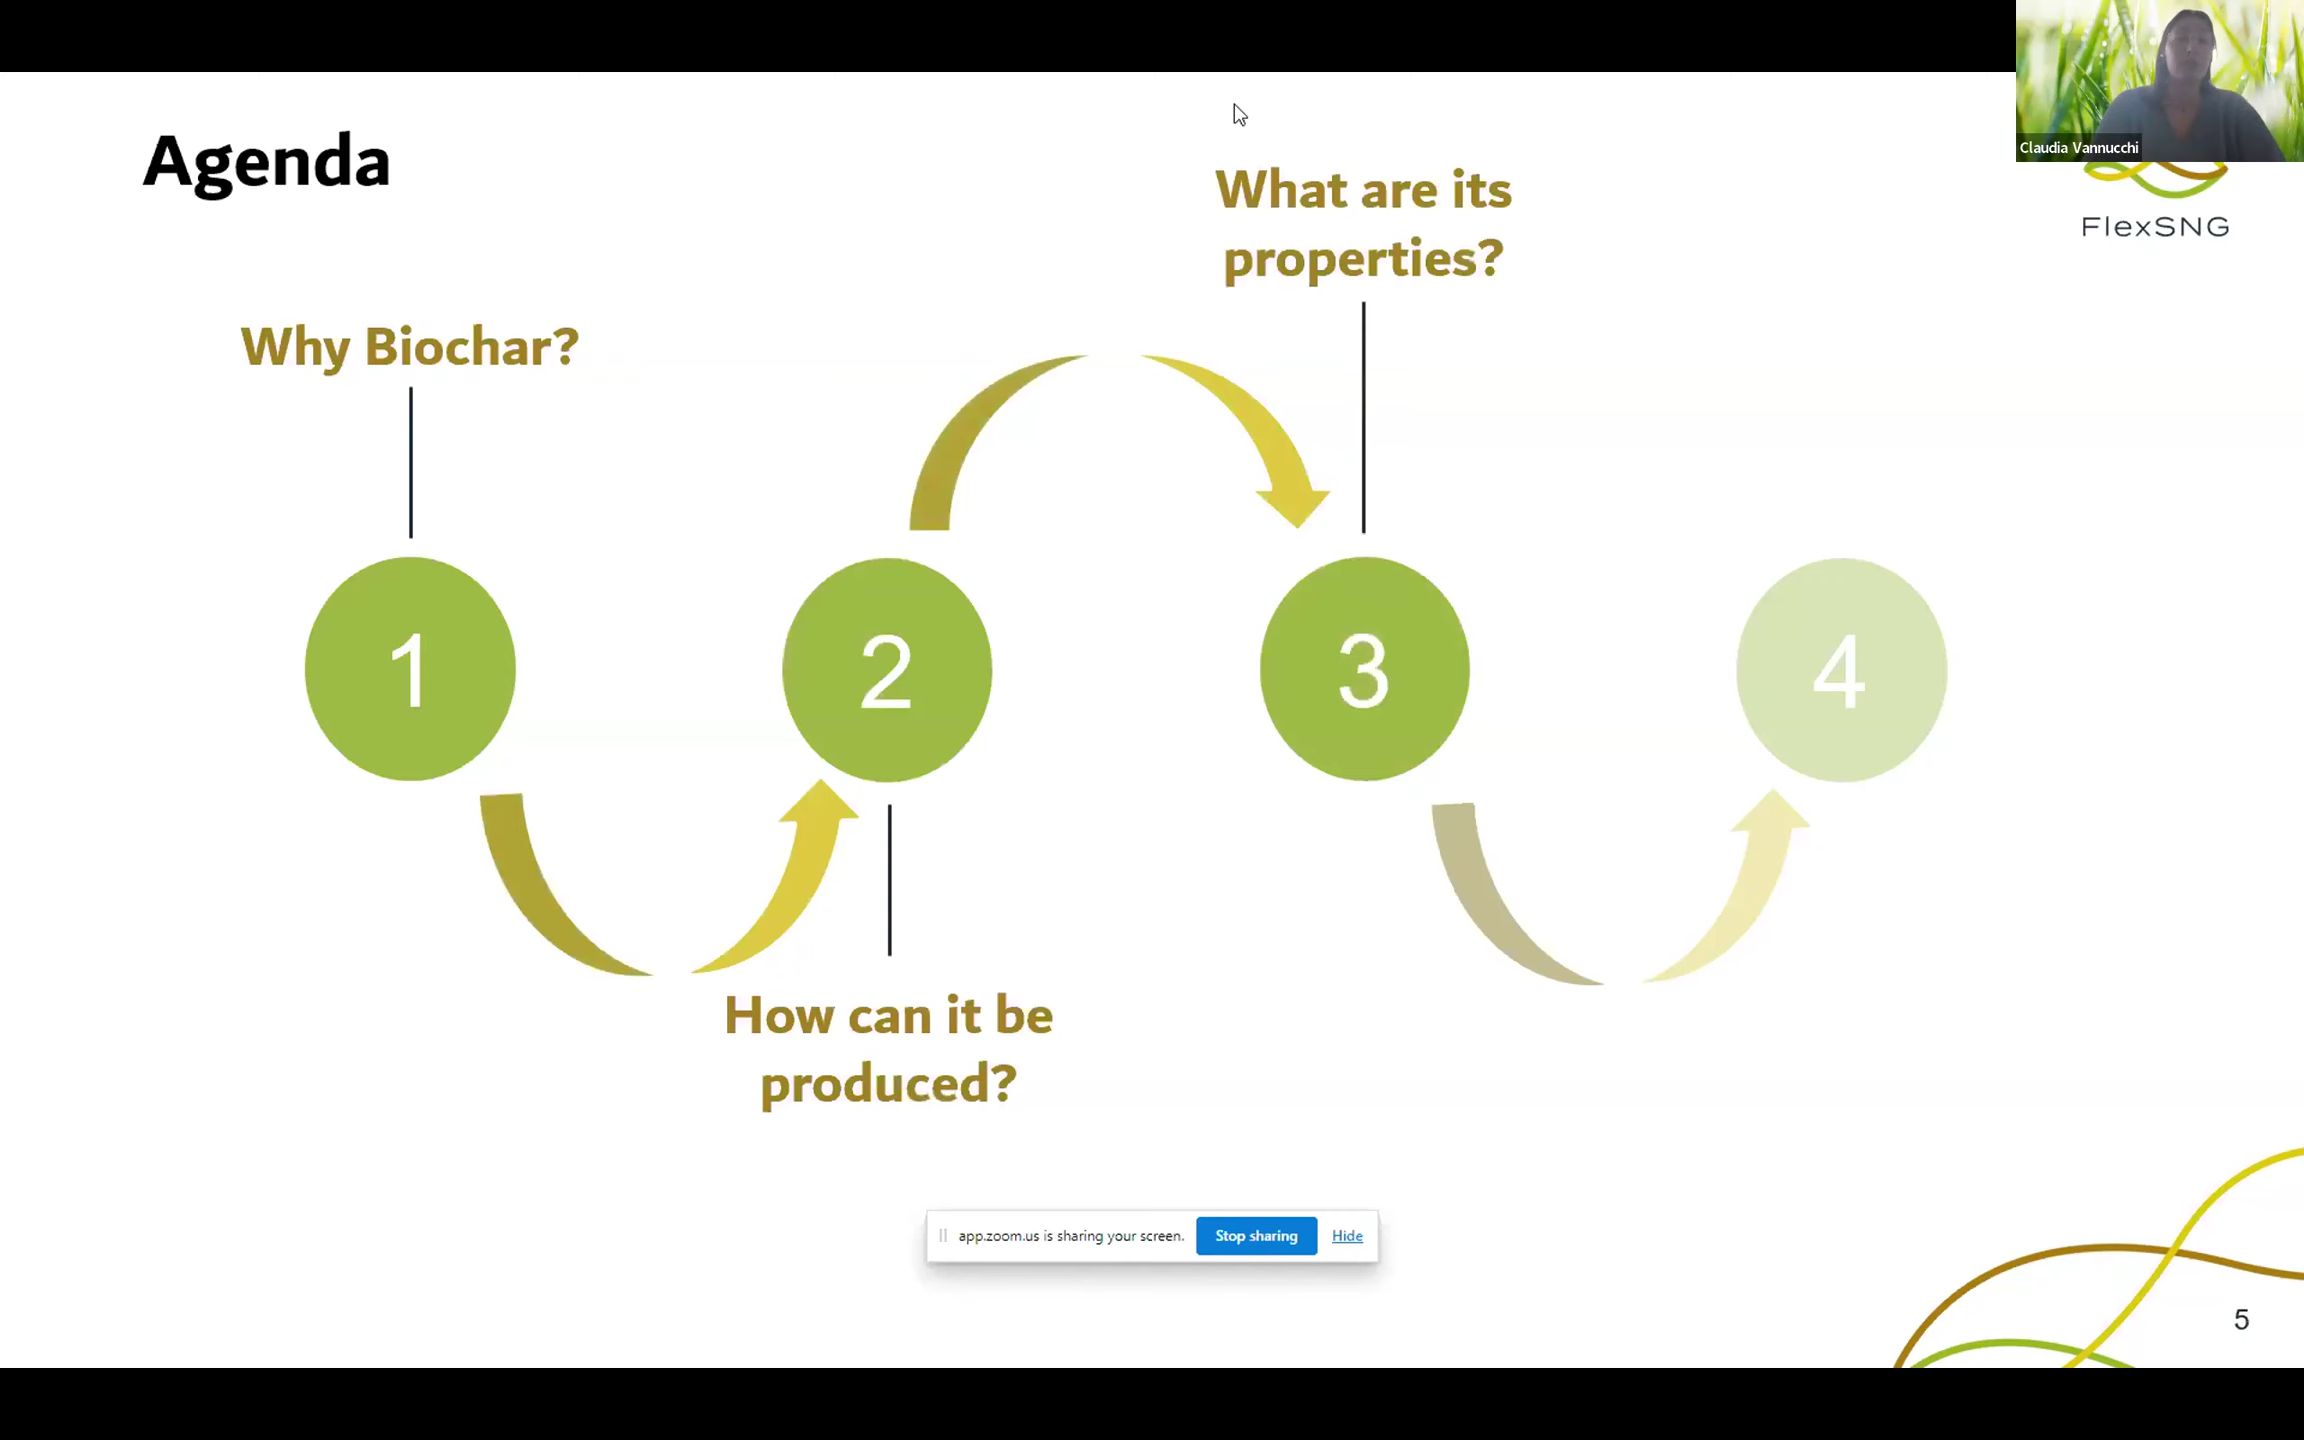 Claudia Vannucchi
FlexSNG
Agenda
What are its
properties?
Why Biochar?
1
2
3
4
How can it be
produced?
app.zoom.us is sharing your screen.
Stop sharing
Hide
5